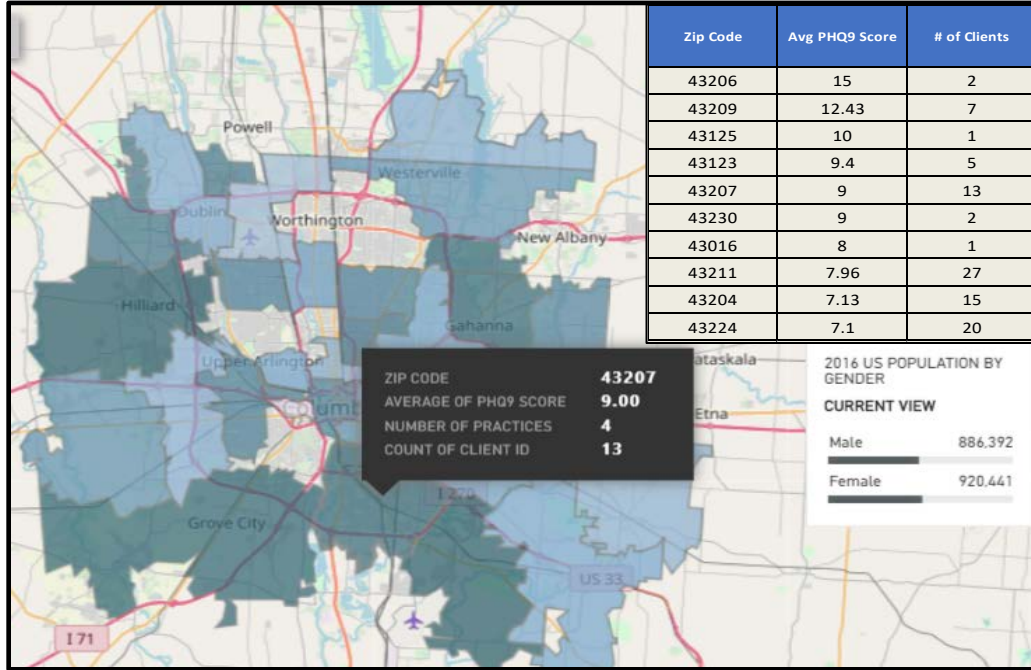 Zip Code Avg PHQ9 Score # of Clients
43206 15 2
43209 12.43 7
43125 10 1
43123 9.4 5
43207 9 13
43230 9 2
43016 8 1
43211 7.96 27
43204 7.13 15
43224 7.1 20
Powell
Westerville
Dublin
Worthington
New Albany
Hilliard
Gahanna
Upper Arlington
ataskala
Columb
Etna
ZIP CODE 43207
AVERAGE OF PHQ9 SCORE 9.00
NUMBER OF PRACTICES 4
COUNT OF CLIENT ID 13
2016 US POPULATION BY
GENDER
CURRENT VIEW
Male 886,392
Female 920,441
I 270
Grove City
US 33
I 71